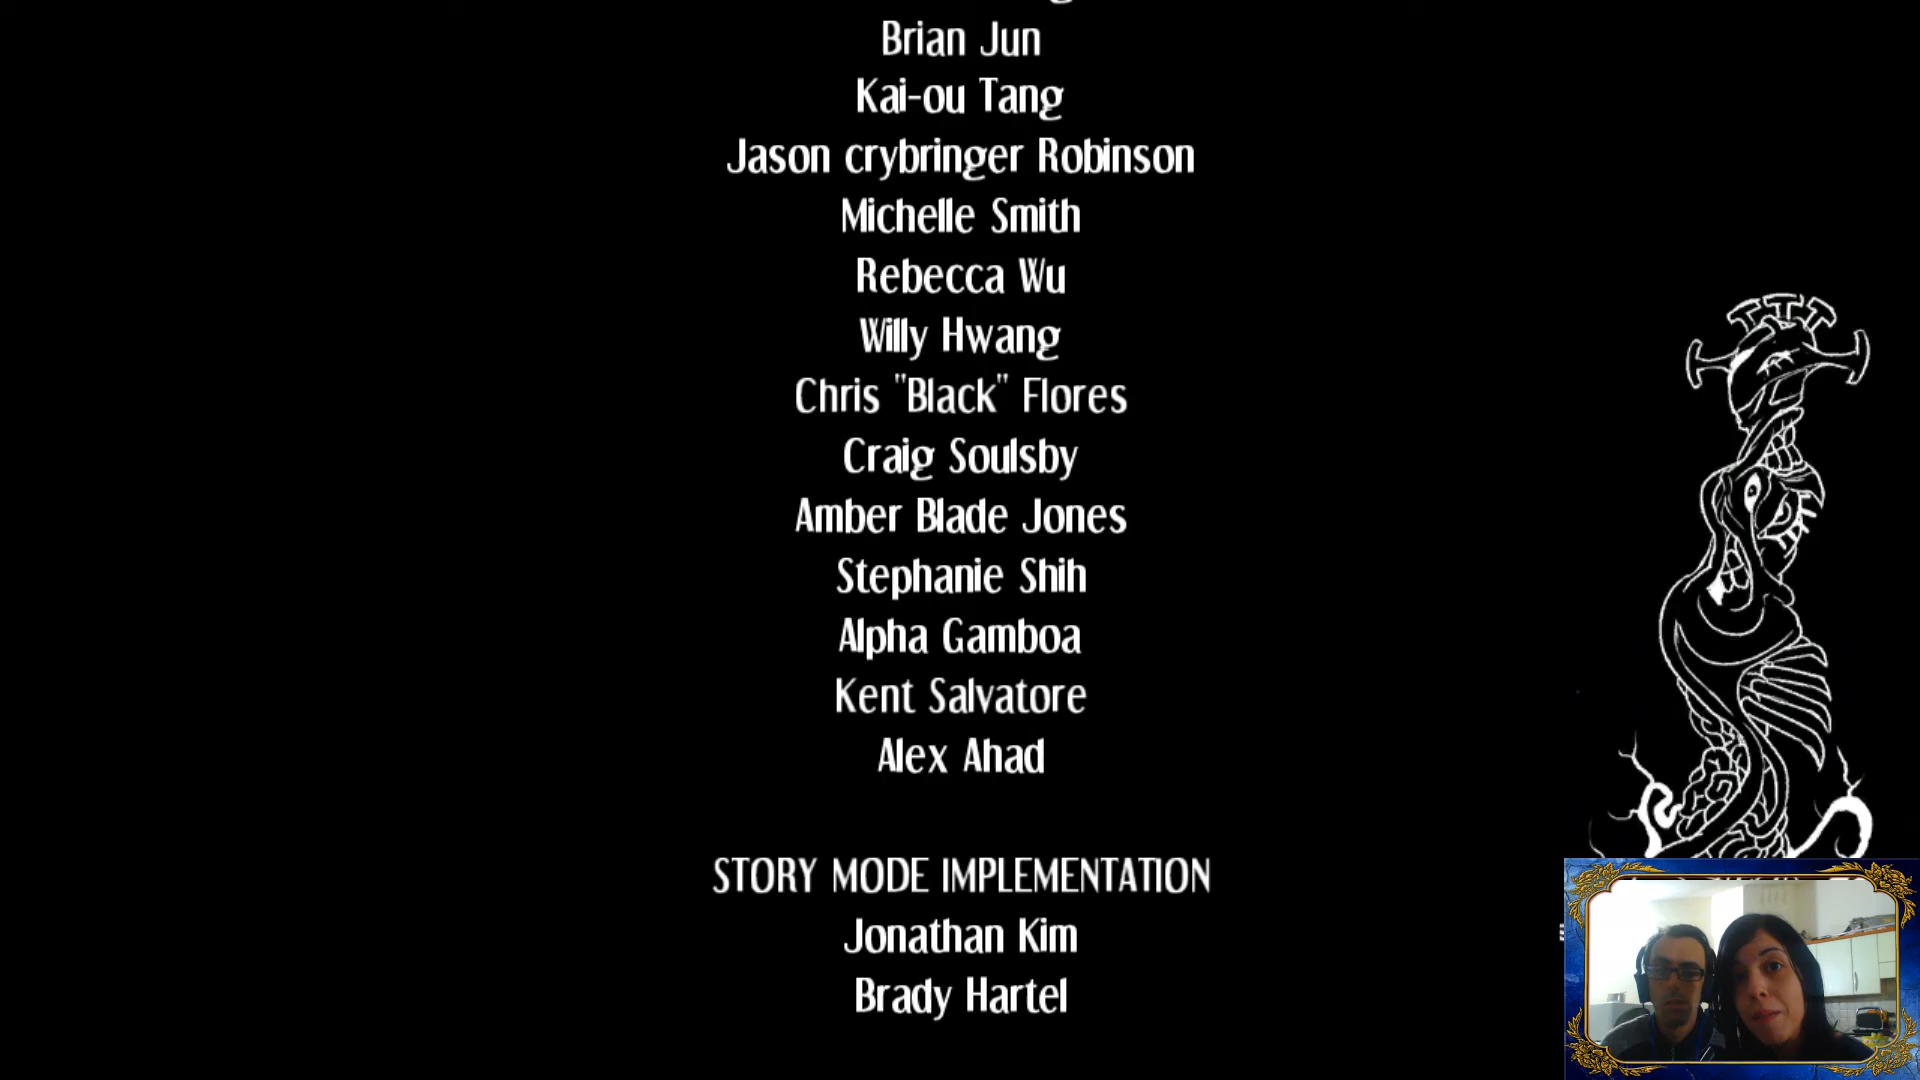 Brian Jun
Kai-ou Tang
Jason crybringer Robinson
Michelle Smith
Rebecca Wu
Willy Hwang
Chris "Black" Flores
Craig Soulsby
Amber Blade Jones
Stephanie Shih
Alpha Gamboa
Kent Salvatore
Alex Ahad
STORY MODE IMPLEMENTATION
Jonathan Kim
Brady Hartel